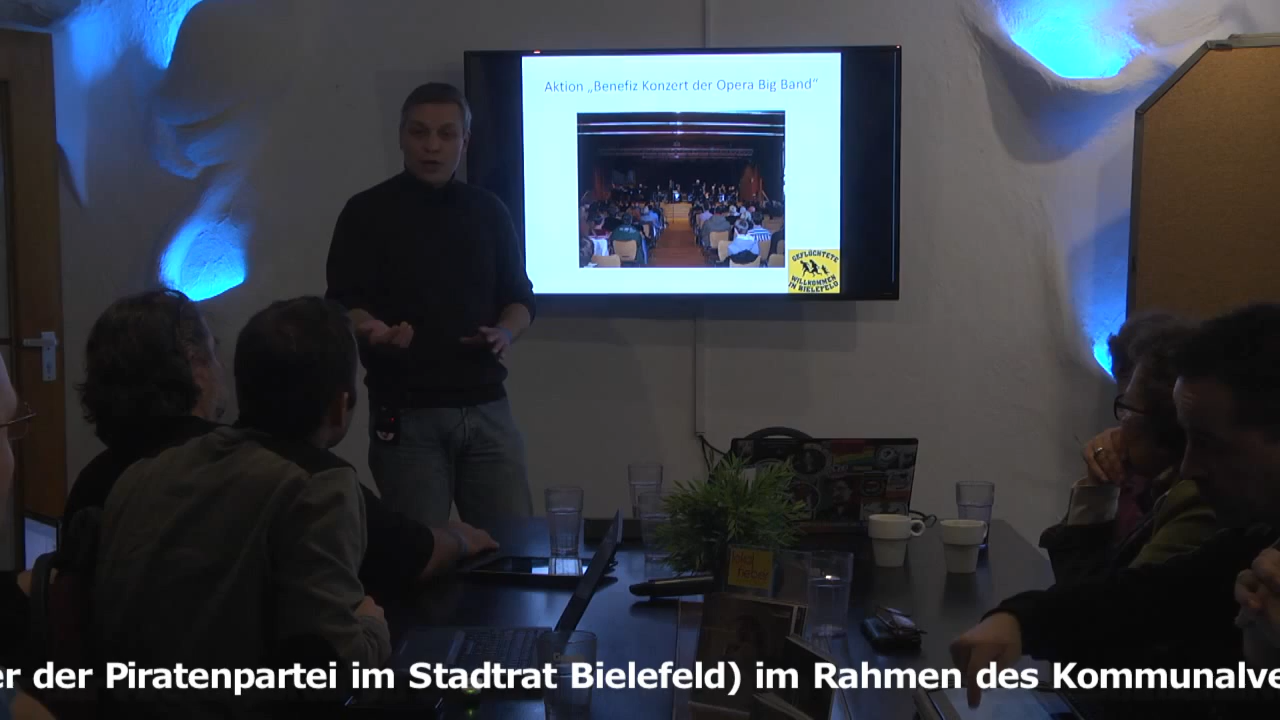 Aktion „Benefiz Konzert der Opera Big Band“
GEFLÜCHTETE
WILLKOMMEN
IN BIELEFELD
er der Piratenpartei im Stadtrat Bielefeld) im Rahmen des Kommunalve